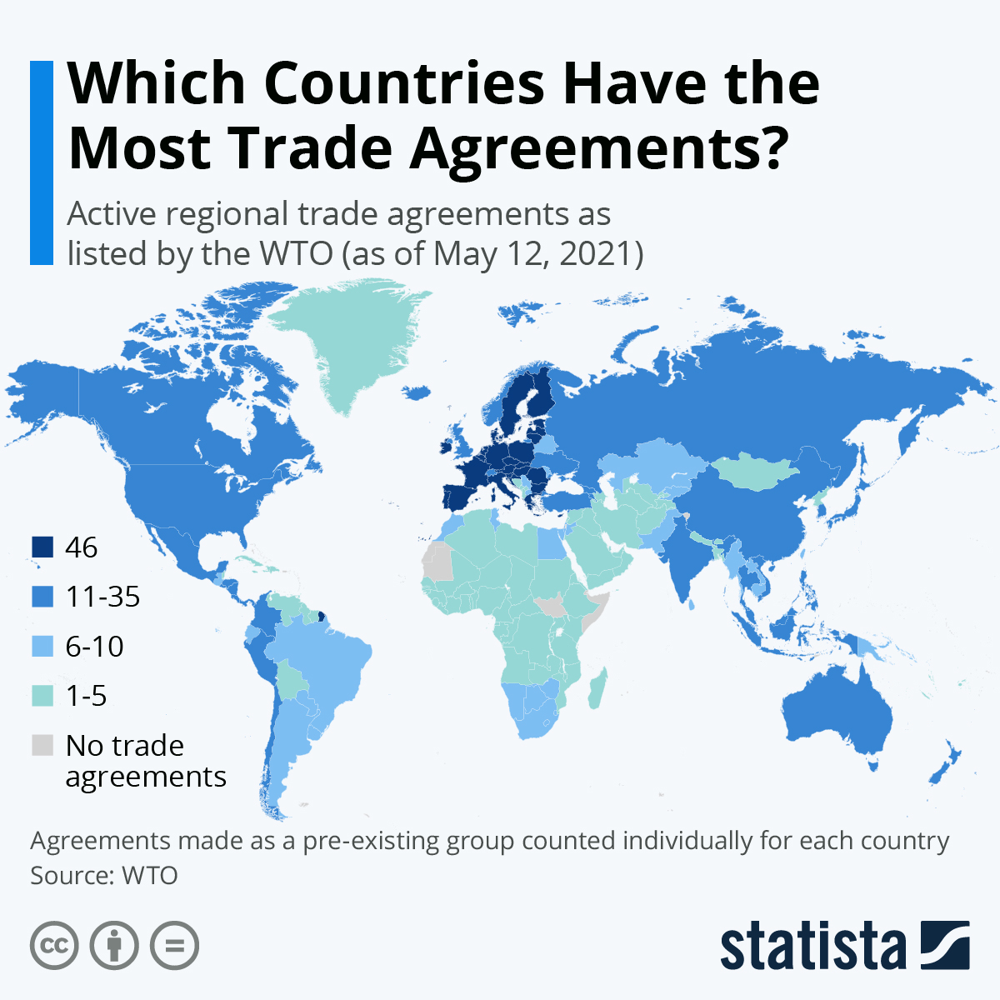 Which Countries Have the
Most Trade Agreements?
Active regional trade agreements as
listed by the WTO (as of May 12, 2021)
46
11-35
6-10
1-5
No trade
agreements
Agreements made as a pre-existing group counted individually for each country
Source: WTO
cc
statista